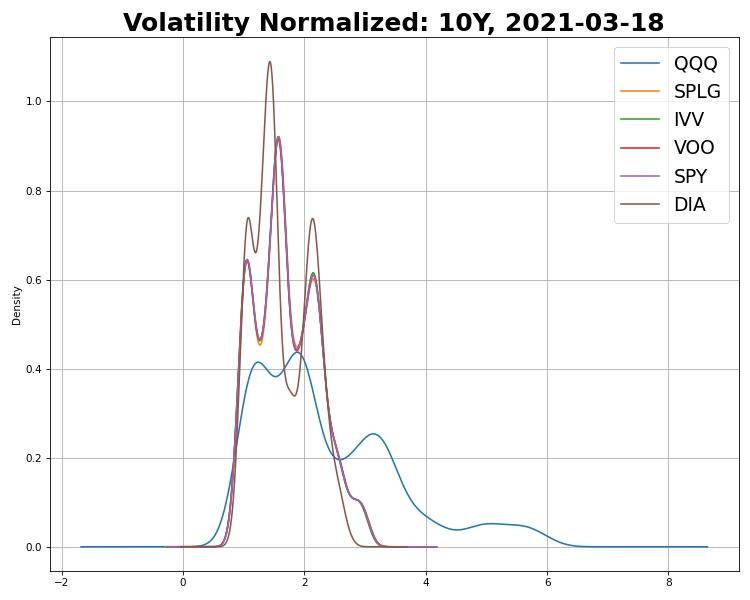 Volatility Normalized: 10Y, 2021-03-18
QQQ
SPLG
IVV
VOO
SPY
DIA
1.0
0.8
0.6
0.4
0.2
0.0
Density
−2
0
2
4
6
8